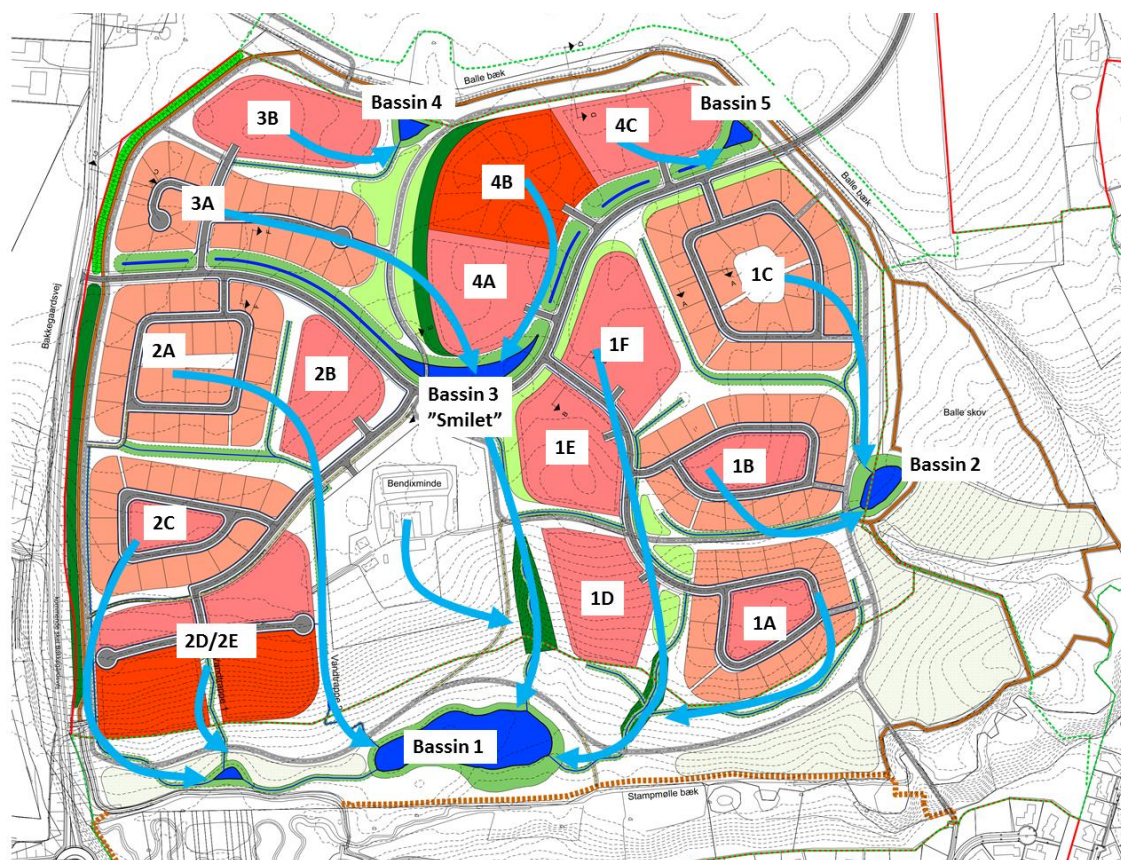 Balle bæk
Bassin 4
Bassin 5
3B
4C
4B
3A
Balle bæk
1C
4A
Bakkegaardsvej
2A
1F
2B
Bassin 3
"Smilet"
Balle skov
1E
1B
Bassin 2
Bendixminde
2C
1D
1A
2D/2E
Vandtrappe 1
Vandtrappe
Bassin 1
Stampmølle bæk